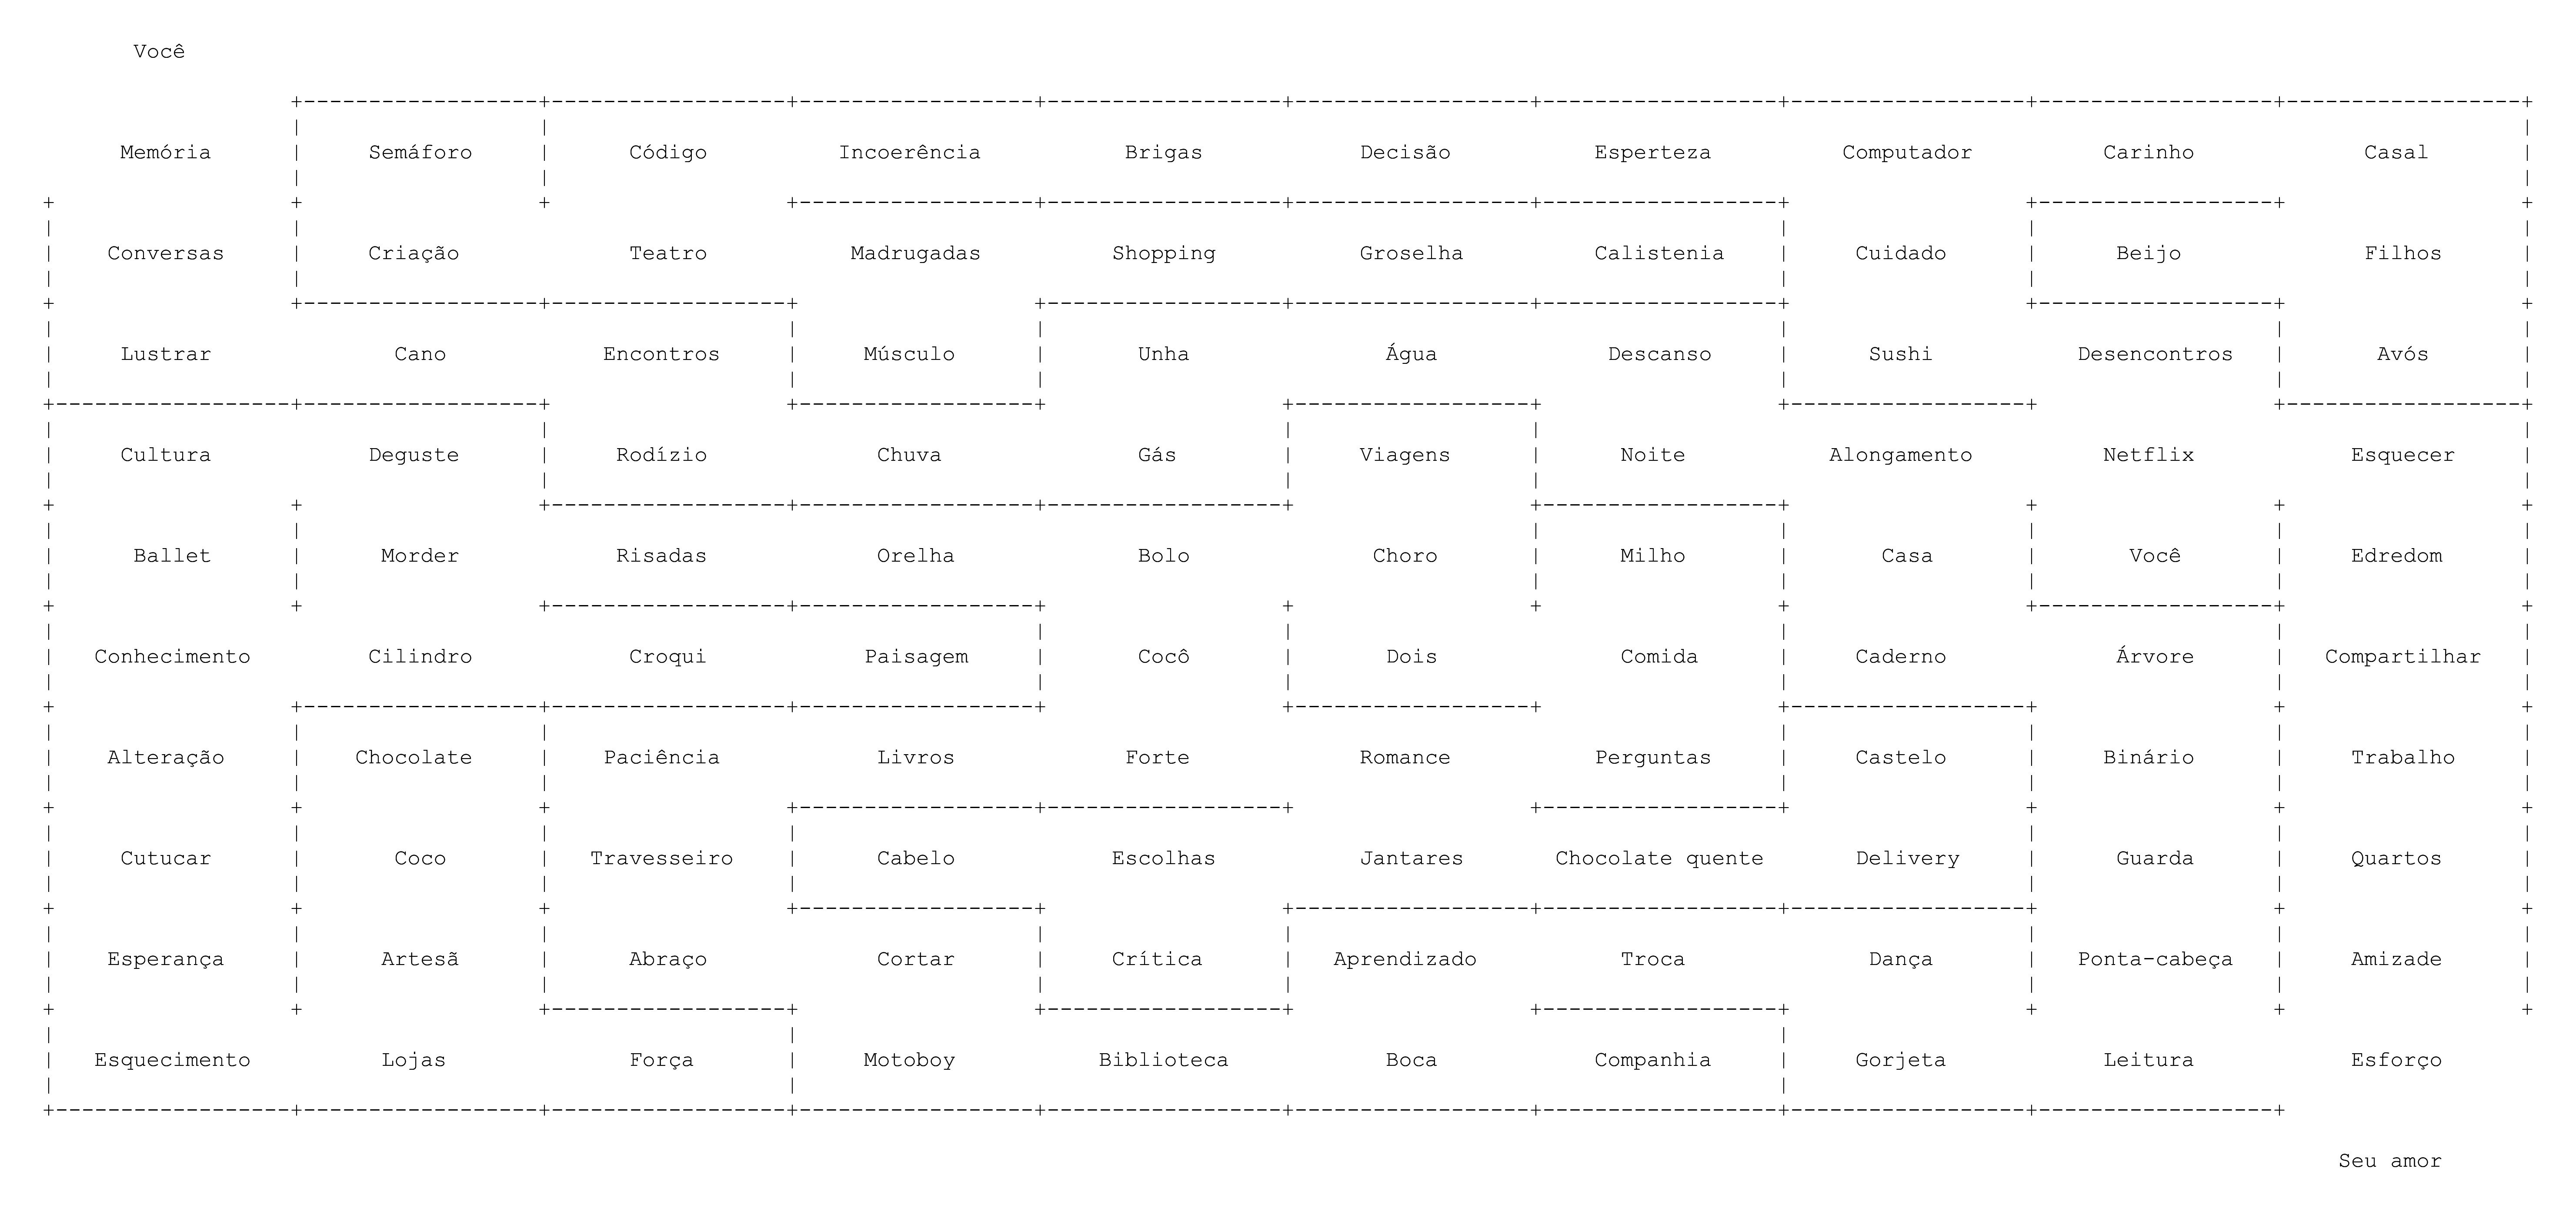 Você
Memória Semáforo Código Incoerência Brigas Decisão Esperteza Computador Carinho Casal
Conversas Criação Teatro Madrugadas Shopping Groselha Calistenia Cuidado Beijo Filhos
Lustrar Cano Encontros Músculo Unha Água Descanso Sushi Desencontros Avós
Cultura Deguste Rodízio Chuva Gás Viagens Noite Alongamento Netflix Esquecer
Ballet Morder Risadas Orelha Bolo Choro Milho Casa Você Edredom
Conhecimento Cilindro Croqui Paisagem Cocô Dois Comida Caderno Árvore Compartilhar
Alteração Chocolate Paciência Livros Forte Romance Perguntas Castelo Binário Trabalho
Cutucar Coco Travesseiro Cabelo Escolhas Jantares Chocolate quente Delivery Guarda Quartos
Esperança Artesã Abraço Cortar Crítica Aprendizado Troca Dança Ponta-cabeça Amizade
Esquecimento Lojas Força Motoboy Biblioteca Boca Companhia Gorjeta Leitura Esforço
Seu amor